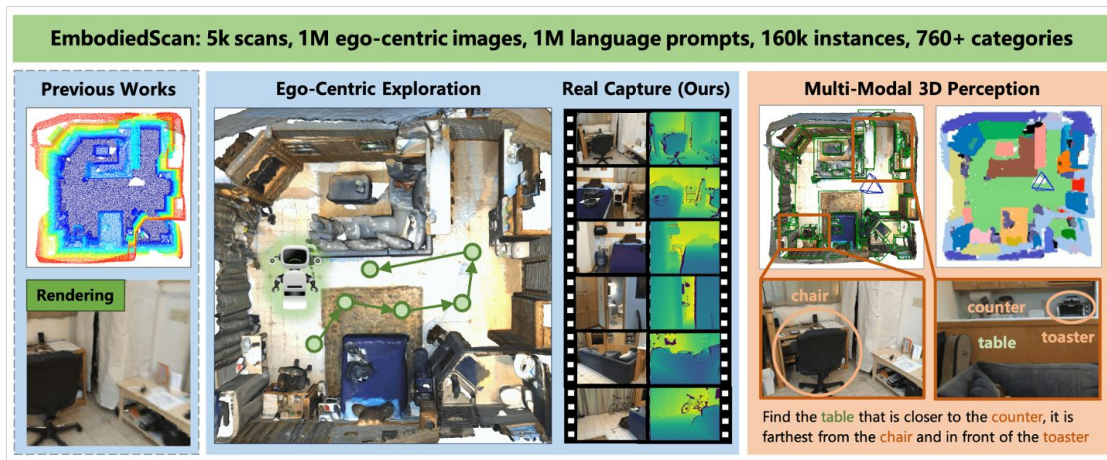 EmbodiedScan: 5k scans, 1M ego-centric images, 1M language prompts, 160k instances, 760+ categories
Previous Works
Rendering
Ego-Centric Exploration
Real Capture (Ours)
Multi-Modal 3D Perception
chair
counter
toaster
table
Find the table that is closer to the counter, it is
farthest from the chair and in front of the toaster